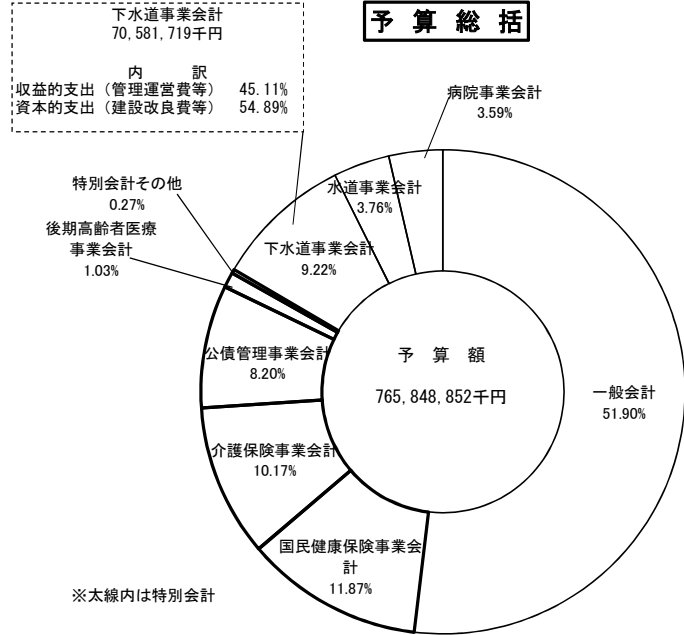 予算総括
下水道事業会計
70,581,719千円
内　　訳
収益的支出（管理運営費等）　45.11%
資本的支出（建設改良費等）　54.89%
病院事業会計
3.59%
水道事業会計
3.76%
特別会計その他
0.27%
下水道事業会計
9.22%
後期高齢者医療
事業会計
1.03%
公債管理事業会計
8.20%
予　算　額
765,848,852千円
一般会計
51.90%
介護保険事業会計
10.17%
国民健康保険事業会
計
11.87%
※太線内は特別会計